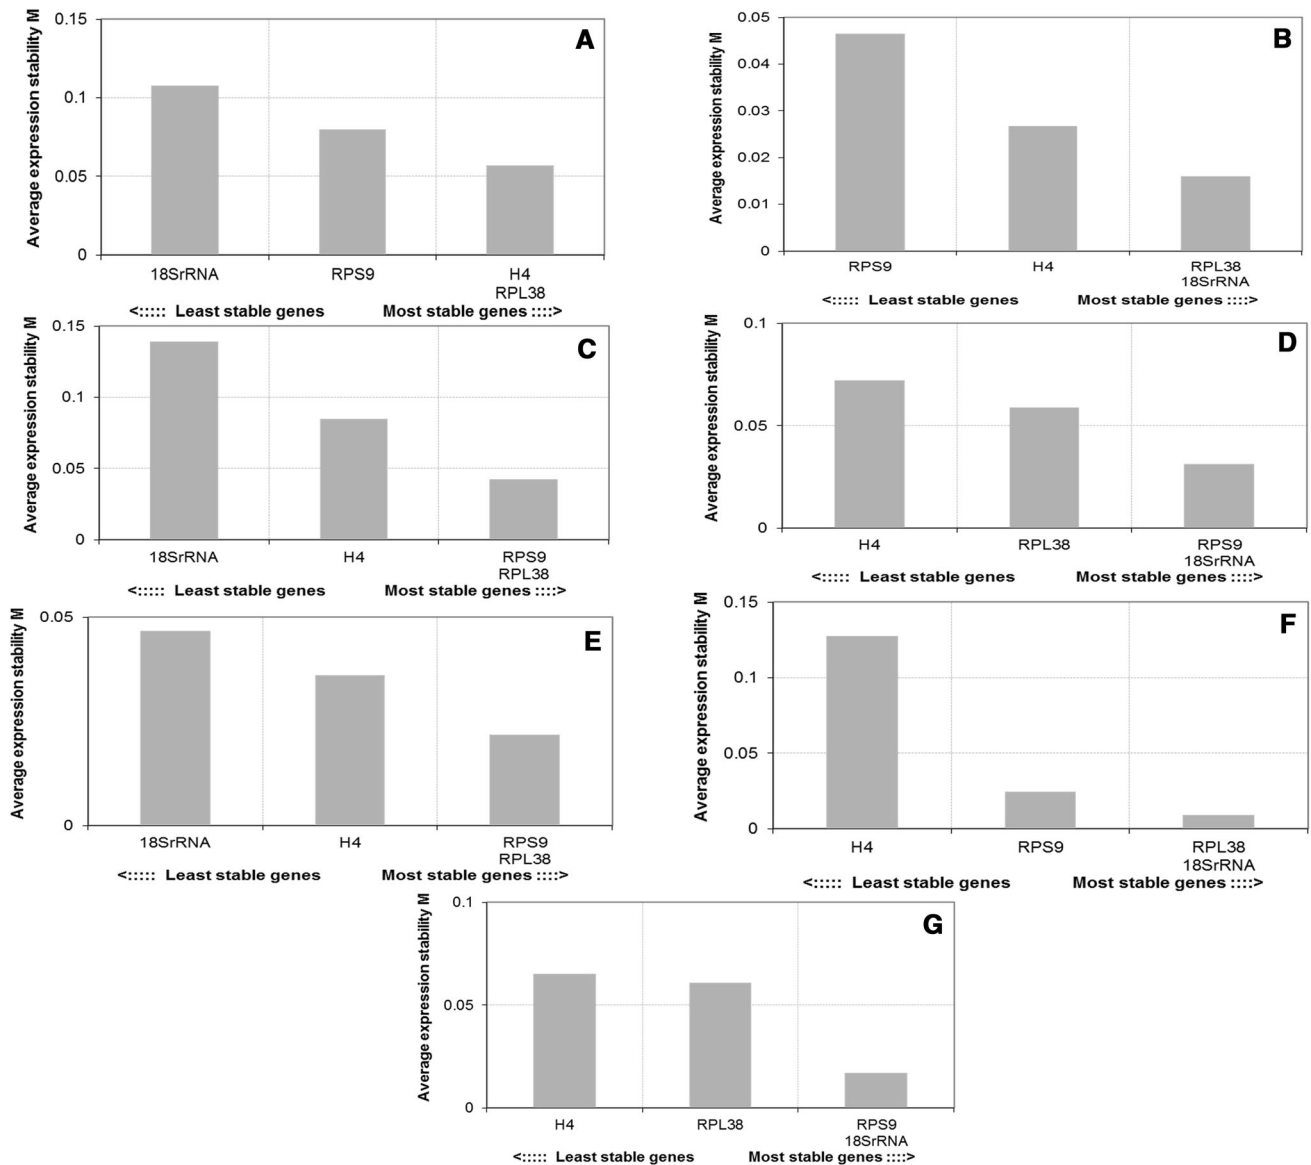 Average expression stability M
0.15
0.1
0.05
0
A
18SrRNA RPS9 H4
RPL38
<::::: Least stable genes Most stable genes ::::>
Average expression stability M
0.05
0.04
0.03
0.02
0.01
0
B
RPS9 H4 RPL38
18SrRNA
<::::: Least stable genes Most stable genes ::::>
Average expression stability M
0.15
0.1
0.05
0
C
18SrRNA H4 RPS9
RPL38
<::::: Least stable genes Most stable genes ::::>
Average expression stability M
0.1
0.05
0
D
H4 RPL38 RPS9
18SrRNA
<::::: Least stable genes Most stable genes ::::>
Average expression stability M
0.05
0
E
18SrRNA H4 RPS9
RPL38
<::::: Least stable genes Most stable genes ::::>
Average expression stability M
0.15
0.1
0.05
0
F
H4 RPS9 RPL38
18SrRNA
<::::: Least stable genes Most stable genes ::::>
Average expression stability M
0.1
0.05
0
G
H4 RPL38 RPS9
18SrRNA
<::::: Least stable genes Most stable genes ::::>